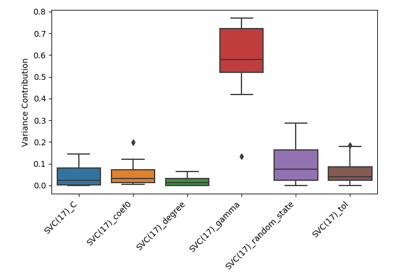 0.8
0.7
0.6
0.5
0.4
0.3
0.2
0.1
0.0
Variance Contribution
SVC(17)_C
SVC(17)_coef0
SVC(17)_degree
SVC(17)_gamma
SVC(17)_random_state
SVC(17)_tol